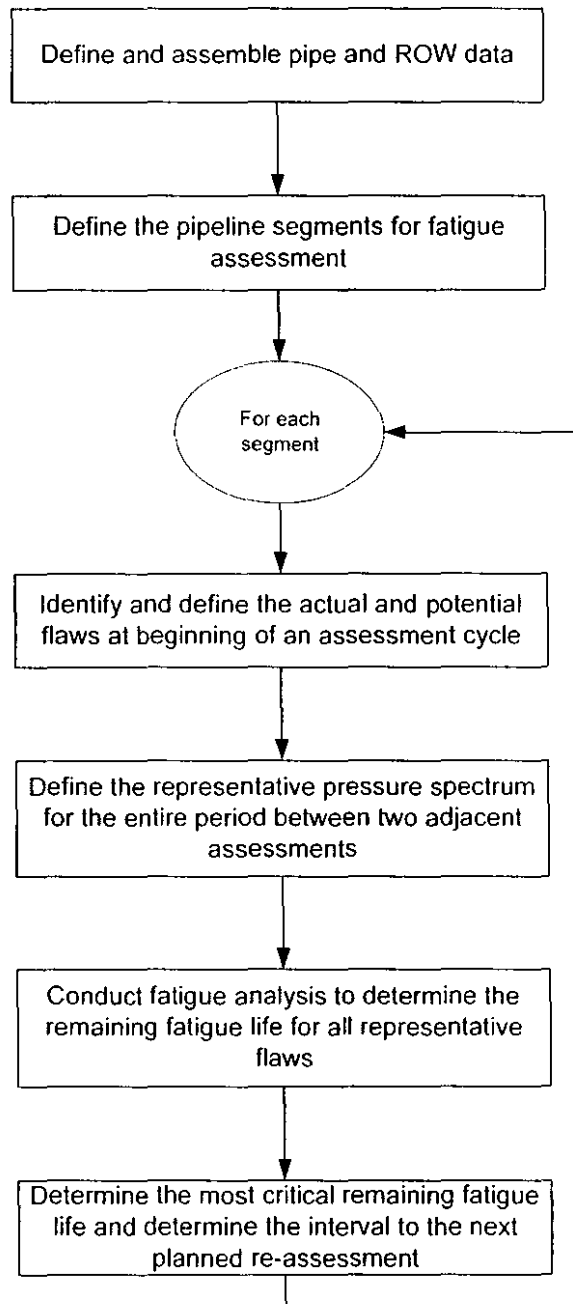 Define and assemble pipe and ROW data
Define the pipeline segments for fatigue
assessment
For each
segment
Identify and define the actual and potential
flaws at beginning of an assessment cycle
Define the representative pressure spectrum
for the entire period between two adjacent
assessments
Conduct fatigue analysis to determine the
remaining fatigue life for all representative
flaws
Determine the most critical remaining fatigue
life and determine the interval to the next
planned re-assessment